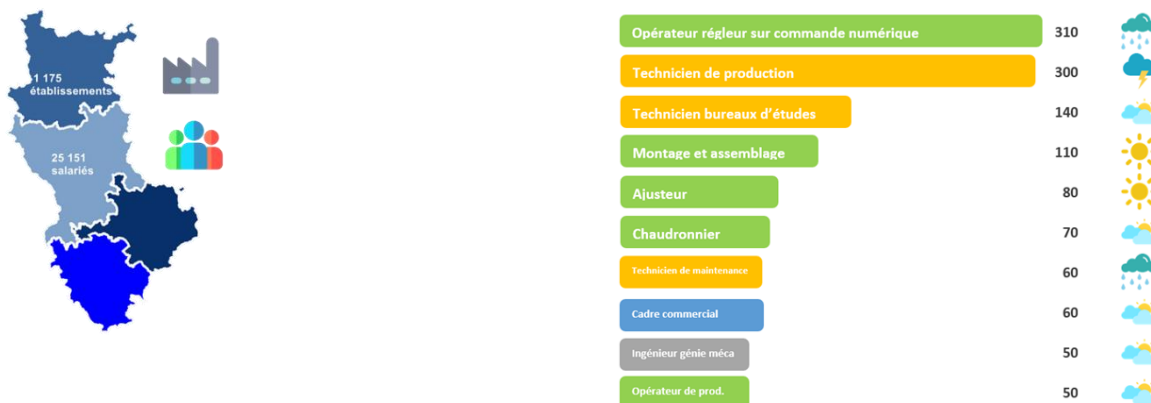 1 175
établissements
25 151
salariés
Opérateur régleur sur commande numérique 310
Technicien de production 300
Technicien bureaux d'études 140
Montage et assemblage 110
Ajusteur 80
Chaudronnier 70
Technicien de maintenance 60
Cadre commercial 60
Ingénieur génie méca 50
Opérateur de prod. 50